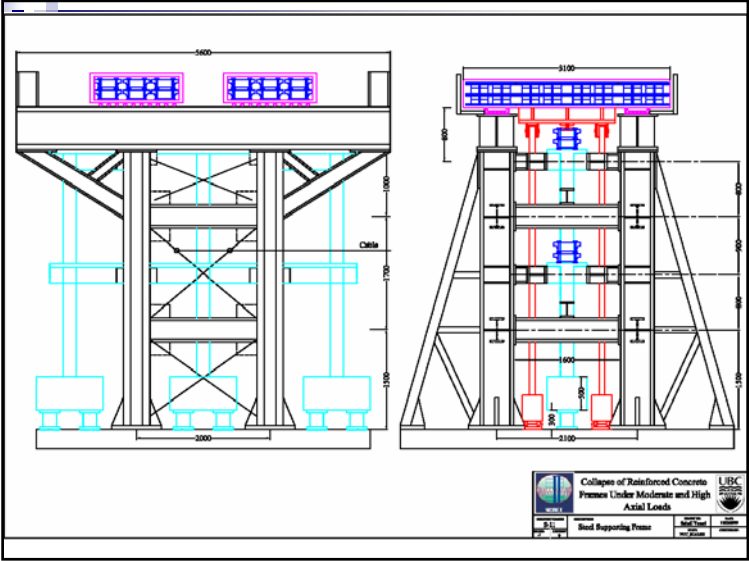 5600
3100
800
1000
Cable
1700
1500
2000
800
900
800
1500
1600
500
300
2100
Collapse of Reinforced Concrete
Frames Under Moderate and High
Axial Loads
UBC
Steel Supporting Frame